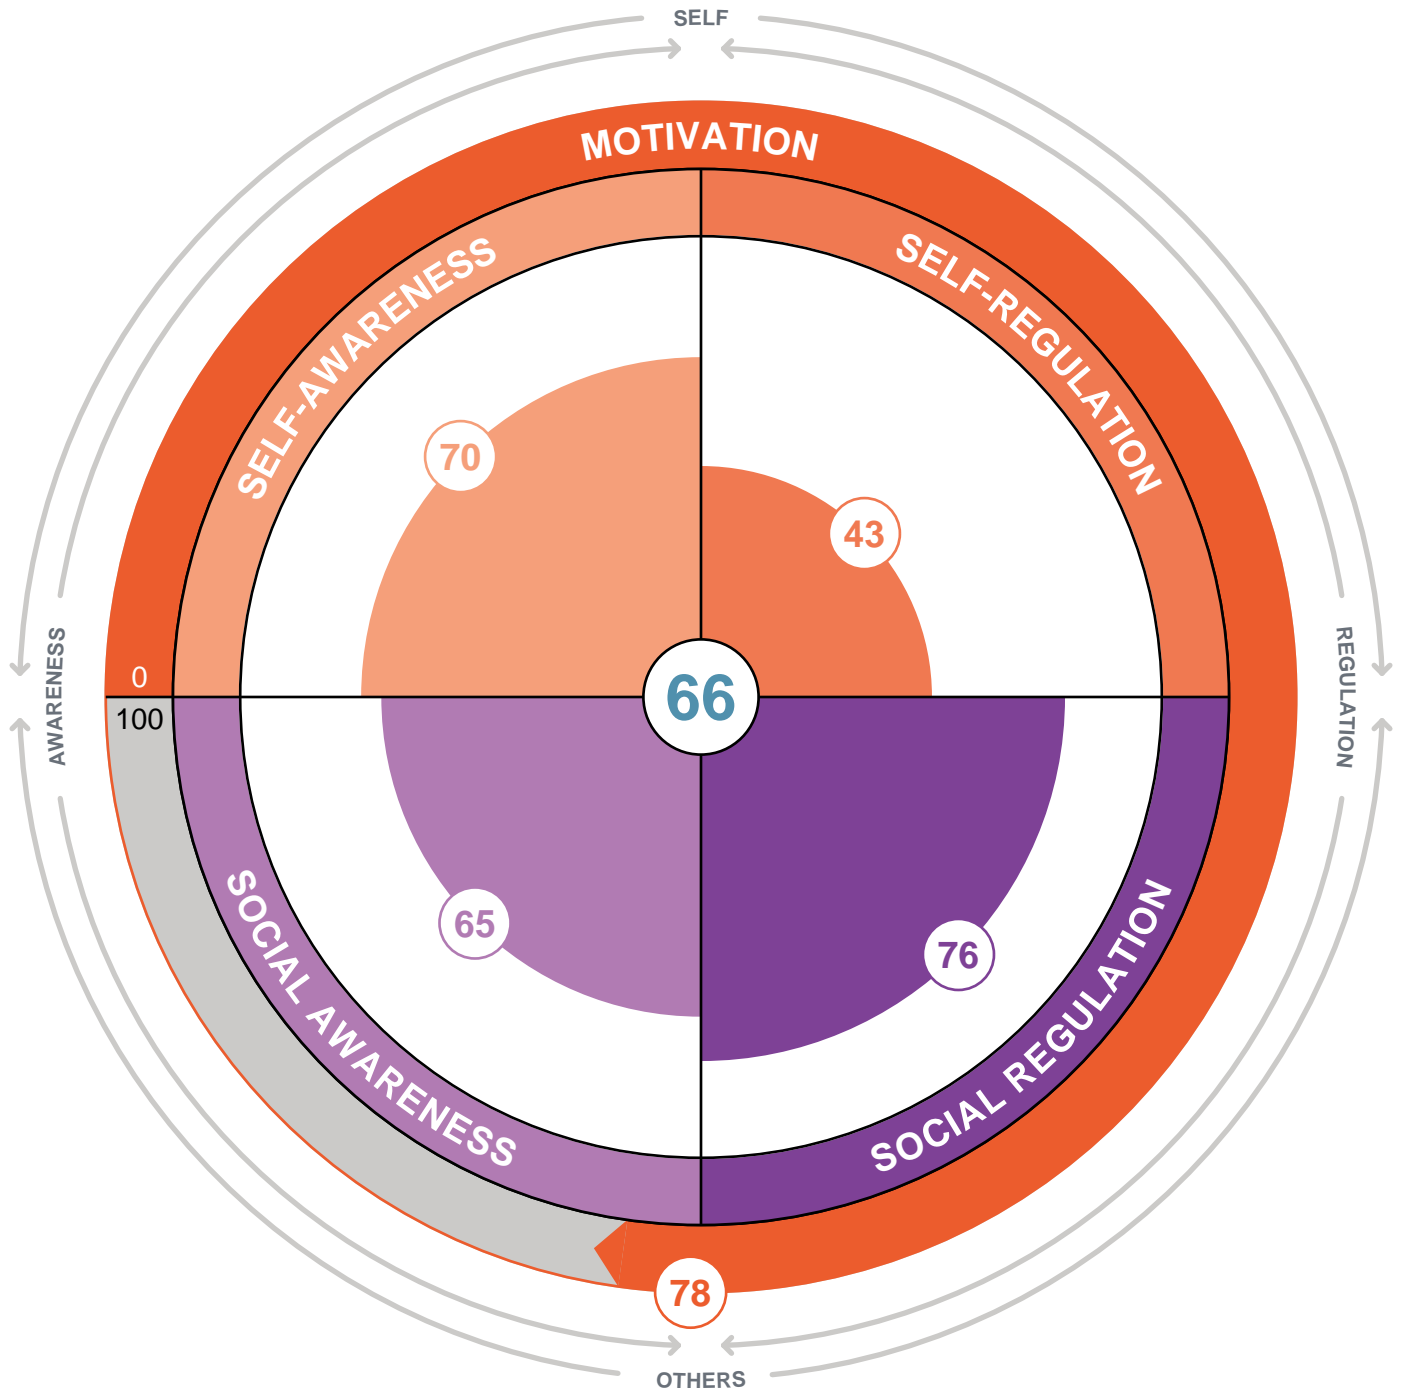 SELF
MOTIVATION
SELF-AWARENESS
SELF-REGULATION
70
43
AWARENESS
0
100
66
REGULATION
65
76
SOCIAL AWARENESS
SOCIAL REGULATION
78
OTHERS